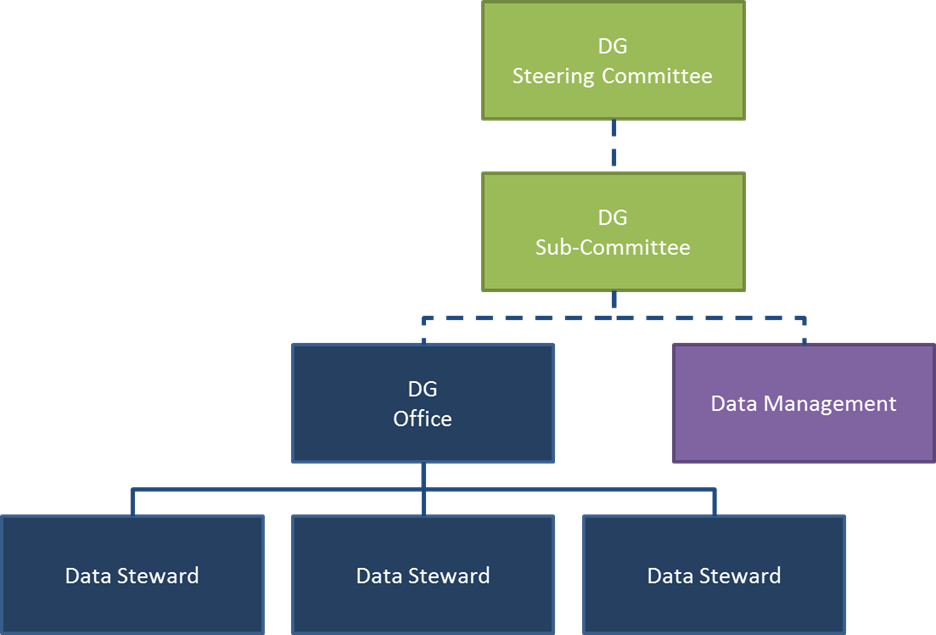 DG
Steering Committee
DG
Sub-Committee
DG
Office
Data Management
Data Steward
Data Steward
Data Steward